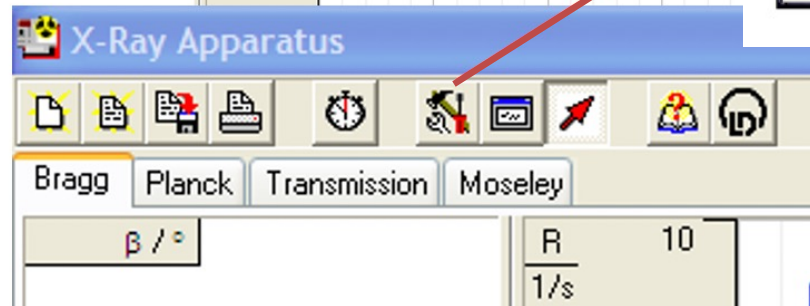 X-Ray Apparatus
Bragg Planck Transmission Moseley
β / °
R 10
1/s